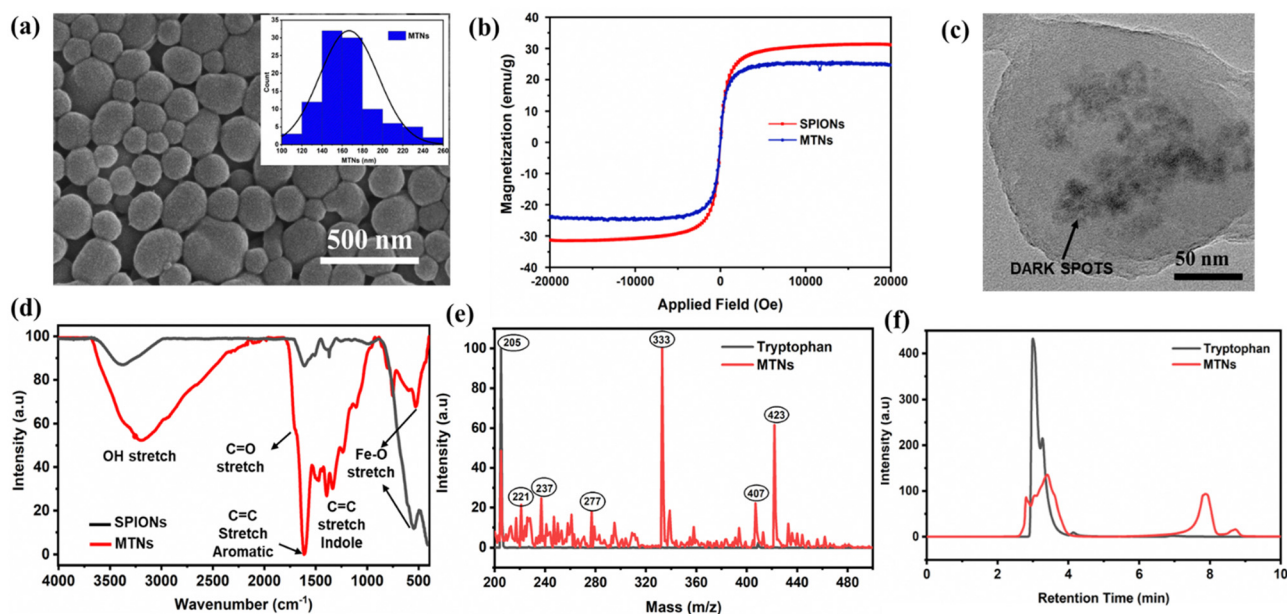 (a)
MTNs
Count
35
30
25
20
15
10
5
0
100 120 140 160 180 200 220 240 260
MTNs (nm)
500 nm
(b)
Magnetization (emu/g)
40
30
20
10
0
-10
-20
-30
-40
SPIONs
MTNs
-20000 -10000 0 10000 20000
Applied Field (Oe)
(c)
DARK SPOTS
50 nm
(d)
Intensity (a.u)
100
80
60
40
20
0
OH stretch
C=O
stretch
Fe-O
stretch
C=C
Stretch
Aromatic
C=C
stretch
Indole
SPIONs
MTNs
4000 3500 3000 2500 2000 1500 1000 500
Wavenumber (cm-1)
(e)
Intensity (a.u)
100
80
60
40
20
0
205
221
237
277
333
407
423
Tryptophan
MTNs
200 240 280 320 360 400 440 480
Mass (m/z)
(f)
Intensity (a.u)
400
300
200
100
0
Tryptophan
MTNs
0 2 4 6 8 10
Retention Time (min)